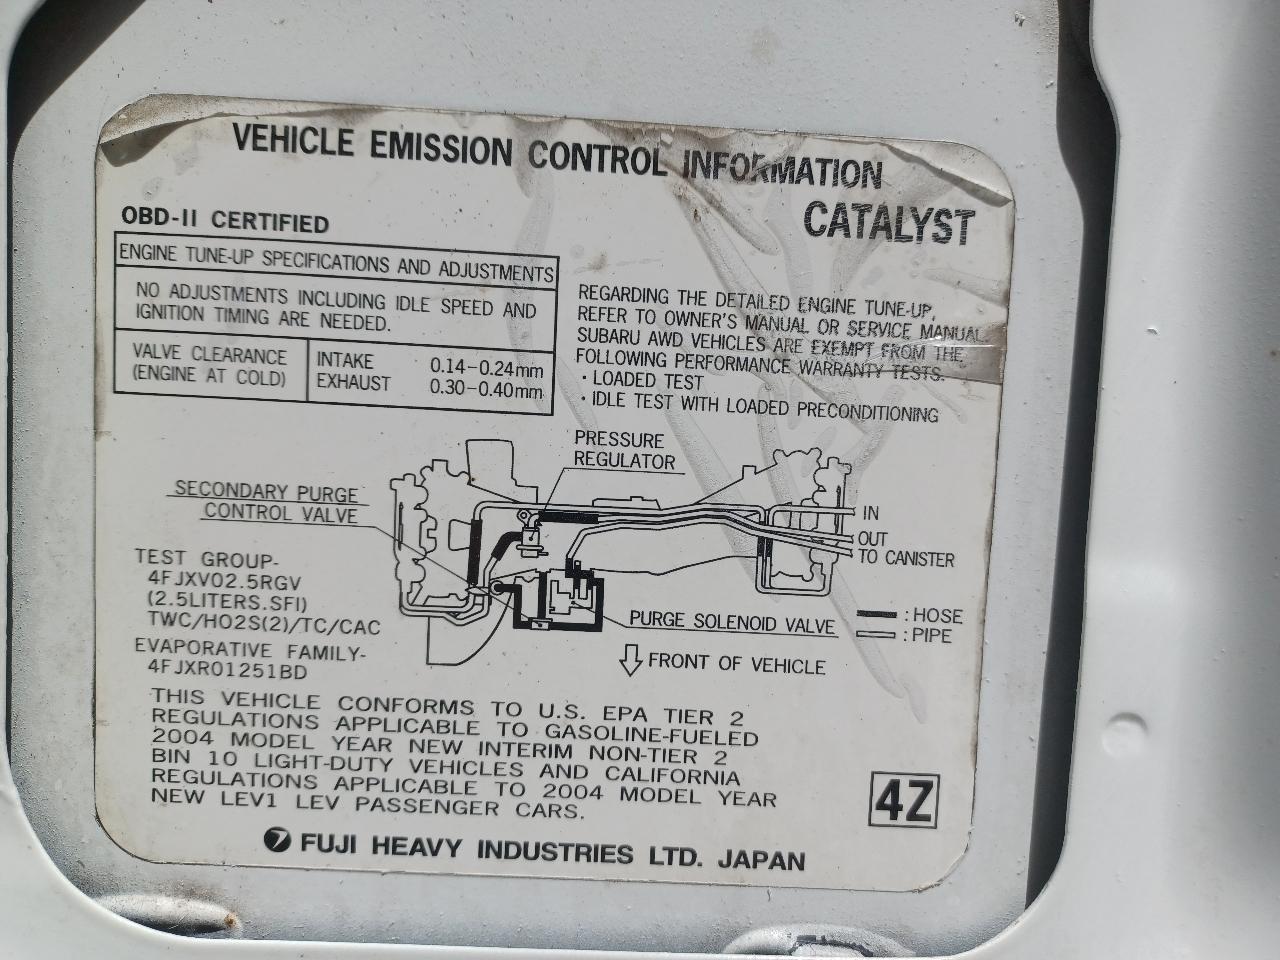 VEHICLE EMISSION CONTROL INFORMATION
CATALYST
OBD-II CERTIFIED
ENGINE TUNE-UP SPECIFICATIONS AND ADJUSTMENTS
NO ADJUSTMENTS INCLUDING IDLE SPEED AND
IGNITION TIMING ARE NEEDED.
VALVE CLEARANCE
(ENGINE AT COLD)
INTAKE 0.14-0.24mm
EXHAUST 0.30-0.40mm
REGARDING THE DETAILED ENGINE TUNE-UP,
REFER TO OWNER'S MANUAL OR SERVICE MANUAL.
SUBARU AWD VEHICLES ARE EXEMPT FROM THE
FOLLOWING PERFORMANCE WARRANTY TESTS.
· LOADED TEST
· IDLE TEST WITH LOADED PRECONDITIONING
PRESSURE
REGULATOR
SECONDARY PURGE
CONTROL VALVE
IN
OUT
TO CANISTER
TEST GROUP-
4FJXV02.5RGV
(2.5LITERS.SFI)
TWC/HO2S(2)/TC/CAC
EVAPORATIVE FAMILY-
4FJXR01251BD
PURGE SOLENOID VALVE
: HOSE
: PIPE
FRONT OF VEHICLE
THIS VEHICLE CONFORMS TO U.S. EPA TIER 2
REGULATIONS APPLICABLE TO GASOLINE-FUELED
2004 MODEL YEAR NEW INTERIM NON-TIER 2
BIN 10 LIGHT-DUTY VEHICLES AND CALIFORNIA
REGULATIONS APPLICABLE TO 2004 MODEL YEAR
NEW LEV1 LEV PASSENGER CARS.
4Z
FUJI HEAVY INDUSTRIES LTD. JAPAN